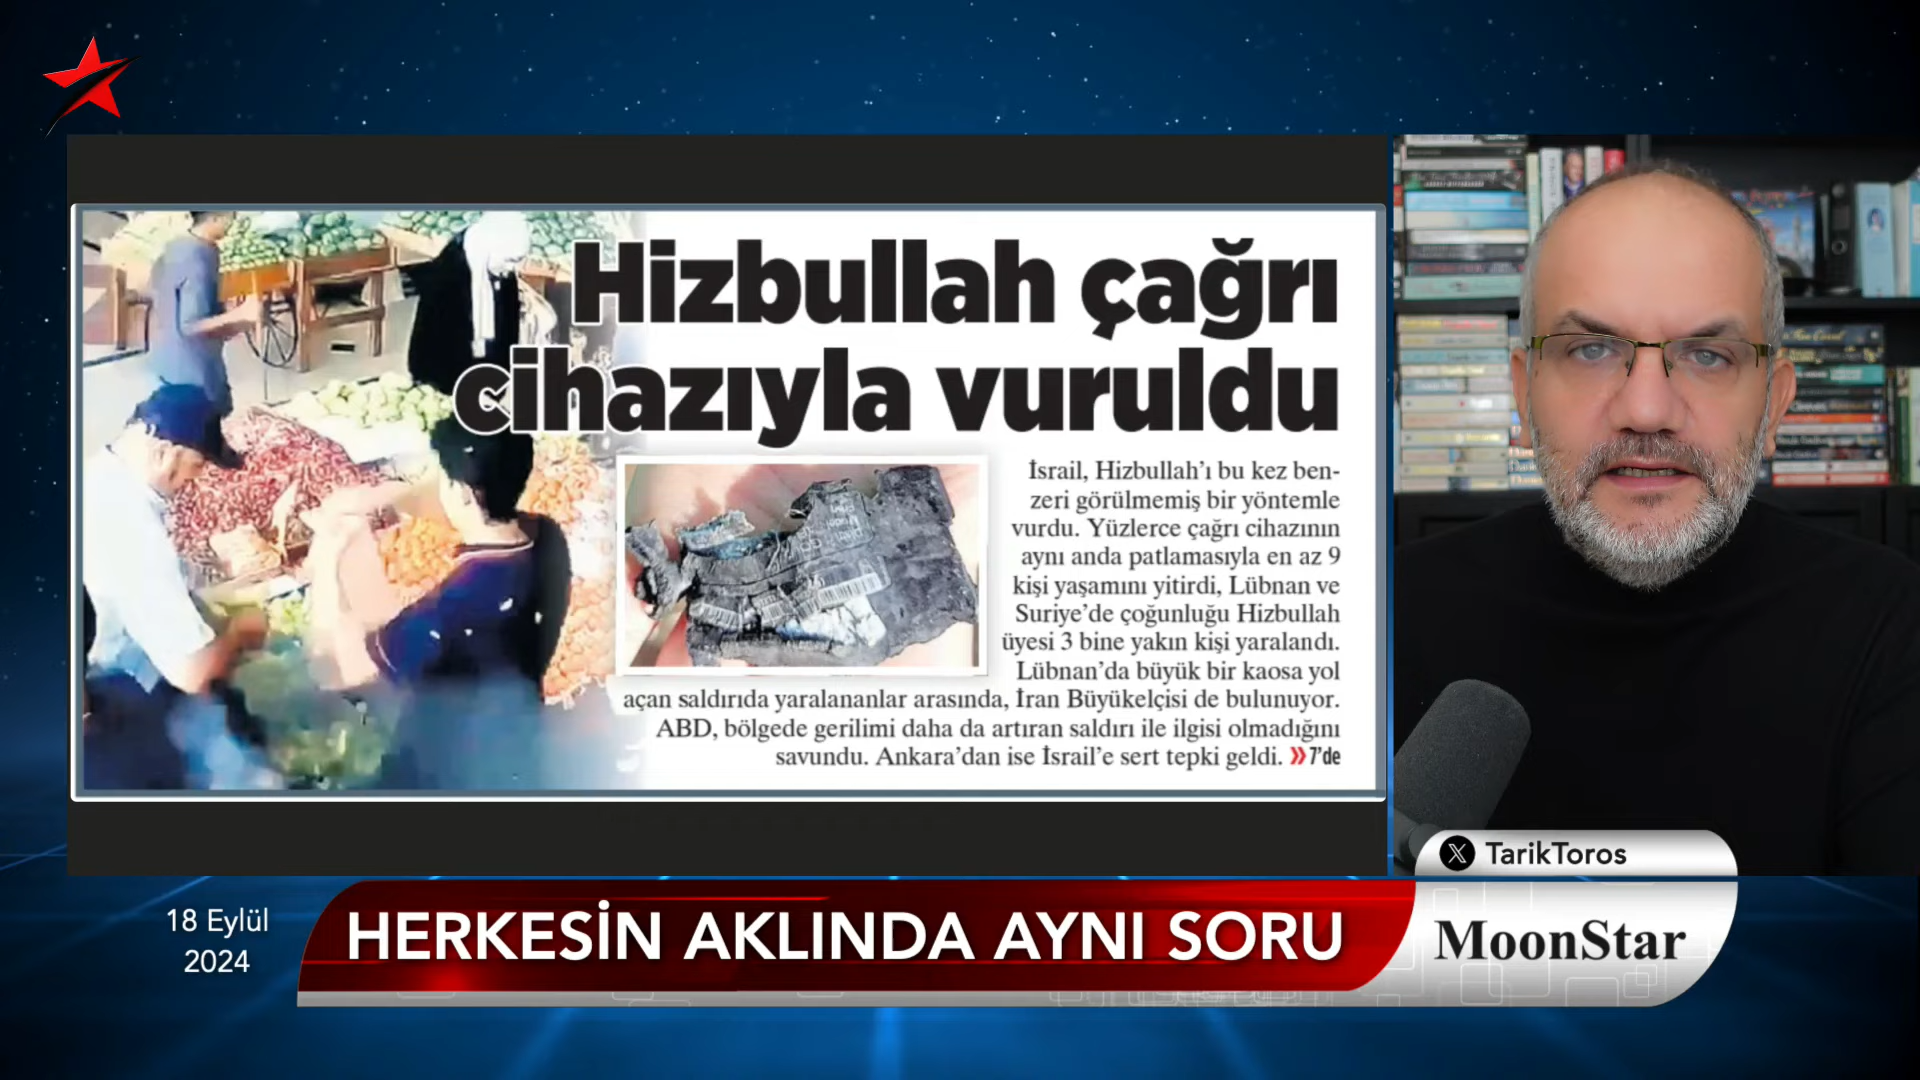 Hizbullah çağrı
cihazıyla vuruldu
İsrail, Hizbullah'ı bu kez ben-
zeri görülmemiş bir yöntemle
vurdu. Yüzlerce çağrı cihazının
aynı anda patlamasıyla en az 9
kişi yaşamını yitirdi, Lübnan ve
Suriye'de çoğunluğu Hizbullah
üyesi 3 bine yakın kişi yaralandı.
Lübnan'da büyük bir kaosa yol
açan saldırıda yaralananlar arasında, İran Büyükelçisi de bulunuyor.
ABD, bölgede gerilimi daha da artıran saldırı ile ilgisi olmadığını
savundu. Ankara'dan ise İsrail'e sert tepki geldi. » 7'de
TarikToros
18 Eylül
2024
HERKESİN AKLINDA AYNI SORU
MoonStar